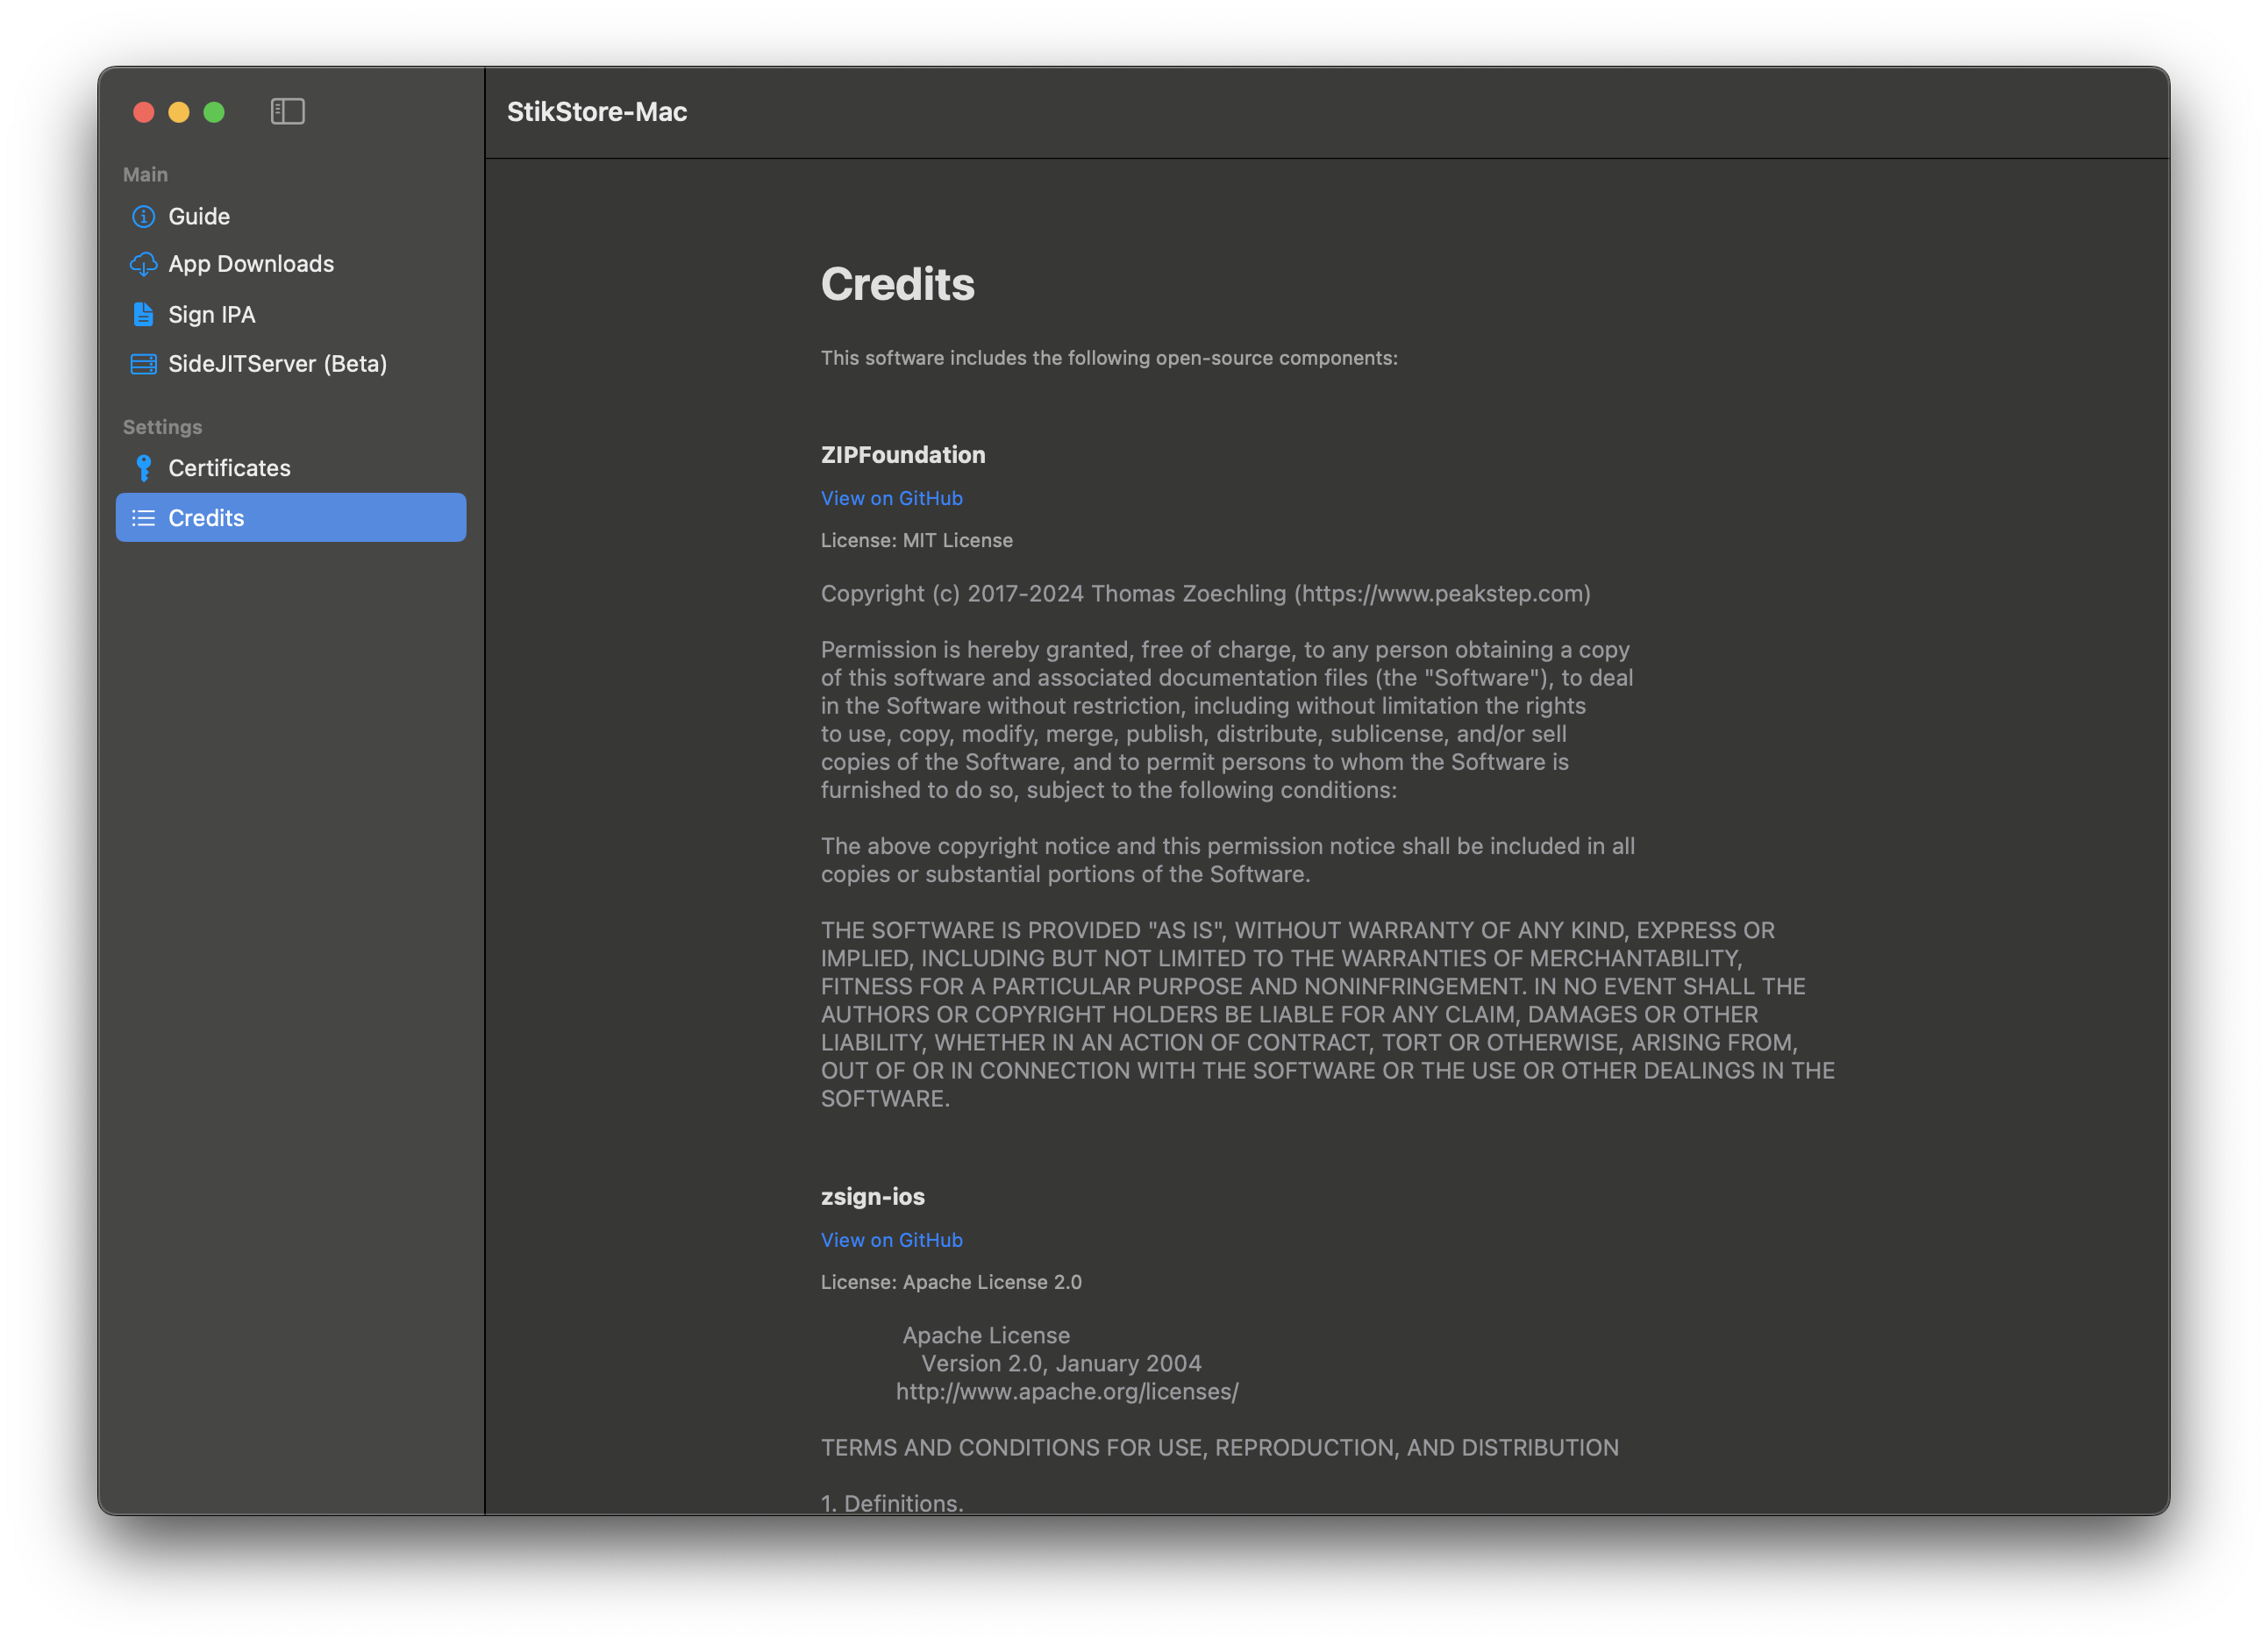 StikStore-Mac
Main
Guide
App Downloads
Sign IPA
SideJITServer (Beta)
Settings
Certificates
Credits
Credits
This software includes the following open-source components:
ZIPFoundation
View on GitHub
License: MIT License
Copyright (c) 2017-2024 Thomas Zoechling (https://www.peakstep.com)
Permission is hereby granted, free of charge, to any person obtaining a copy
of this software and associated documentation files (the "Software"), to deal
in the Software without restriction, including without limitation the rights
to use, copy, modify, merge, publish, distribute, sublicense, and/or sell
copies of the Software, and to permit persons to whom the Software is
furnished to do so, subject to the following conditions:
The above copyright notice and this permission notice shall be included in all
copies or substantial portions of the Software.
THE SOFTWARE IS PROVIDED "AS IS", WITHOUT WARRANTY OF ANY KIND, EXPRESS OR
IMPLIED, INCLUDING BUT NOT LIMITED TO THE WARRANTIES OF MERCHANTABILITY,
FITNESS FOR A PARTICULAR PURPOSE AND NONINFRINGEMENT. IN NO EVENT SHALL THE
AUTHORS OR COPYRIGHT HOLDERS BE LIABLE FOR ANY CLAIM, DAMAGES OR OTHER
LIABILITY, WHETHER IN AN ACTION OF CONTRACT, TORT OR OTHERWISE, ARISING FROM,
OUT OF OR IN CONNECTION WITH THE SOFTWARE OR THE USE OR OTHER DEALINGS IN THE
SOFTWARE.
zsign-ios
View on GitHub
License: Apache License 2.0
Apache License
Version 2.0, January 2004
http://www.apache.org/licenses/
TERMS AND CONDITIONS FOR USE, REPRODUCTION, AND DISTRIBUTION
1. Definitions.